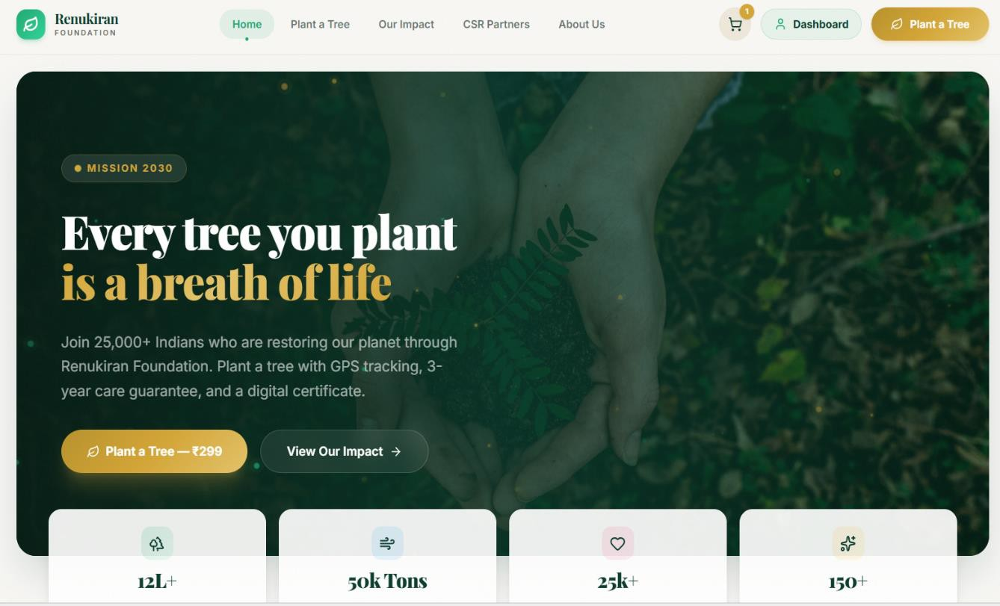 Renukiran
FOUNDATION
Home
Plant a Tree
Our Impact
CSR Partners
About Us
1
Dashboard
Plant a Tree
MISSION 2030
Every tree you plant
is a breath of life
Join 25,000+ Indians who are restoring our planet through
Renukiran Foundation. Plant a tree with GPS tracking, 3-
year care guarantee, and a digital certificate.
Plant a Tree — ₹299
View Our Impact →
12L+
50k Tons
25k+
150+